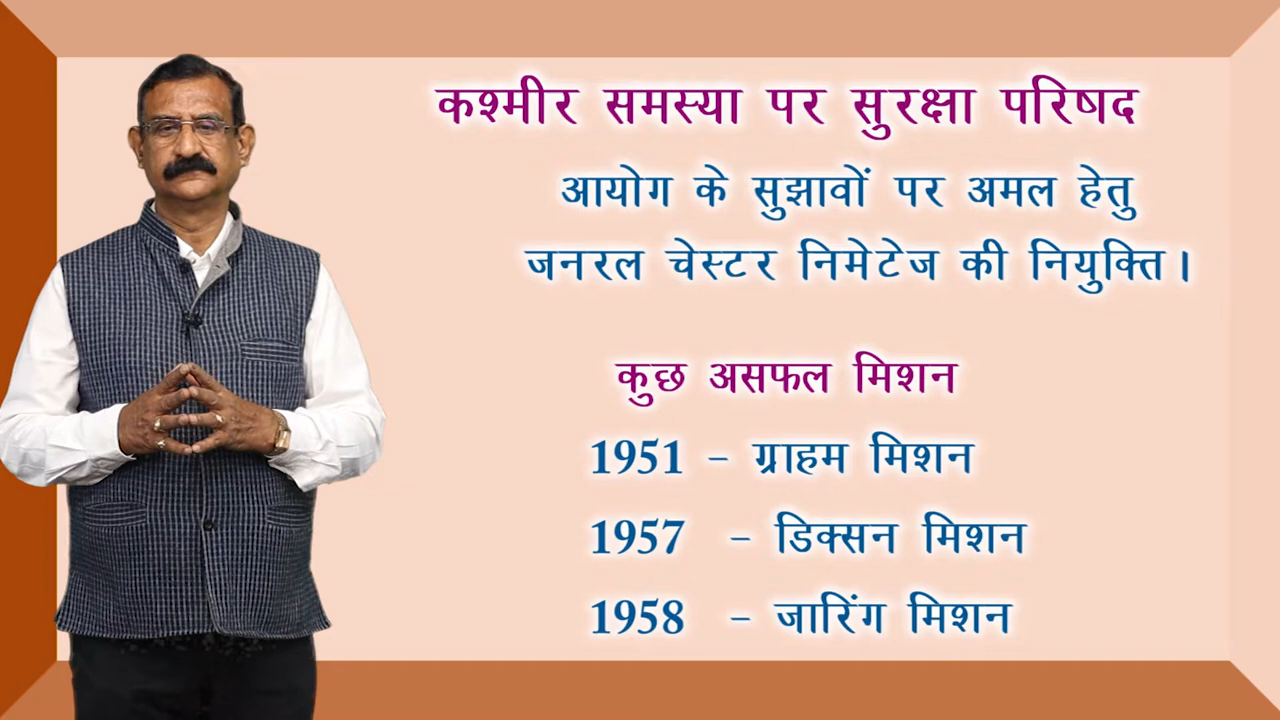 कश्मीर समस्या पर सुरक्षा परिषद
आयोग के सुझावों पर अमल हेतु
जनरल चेस्टर निमेटेज की नियुक्ति।
कुछ असफल मिशन
1951 – ग्राहम मिशन
1957 – डिक्सन मिशन
1958 – जारिंग मिशन